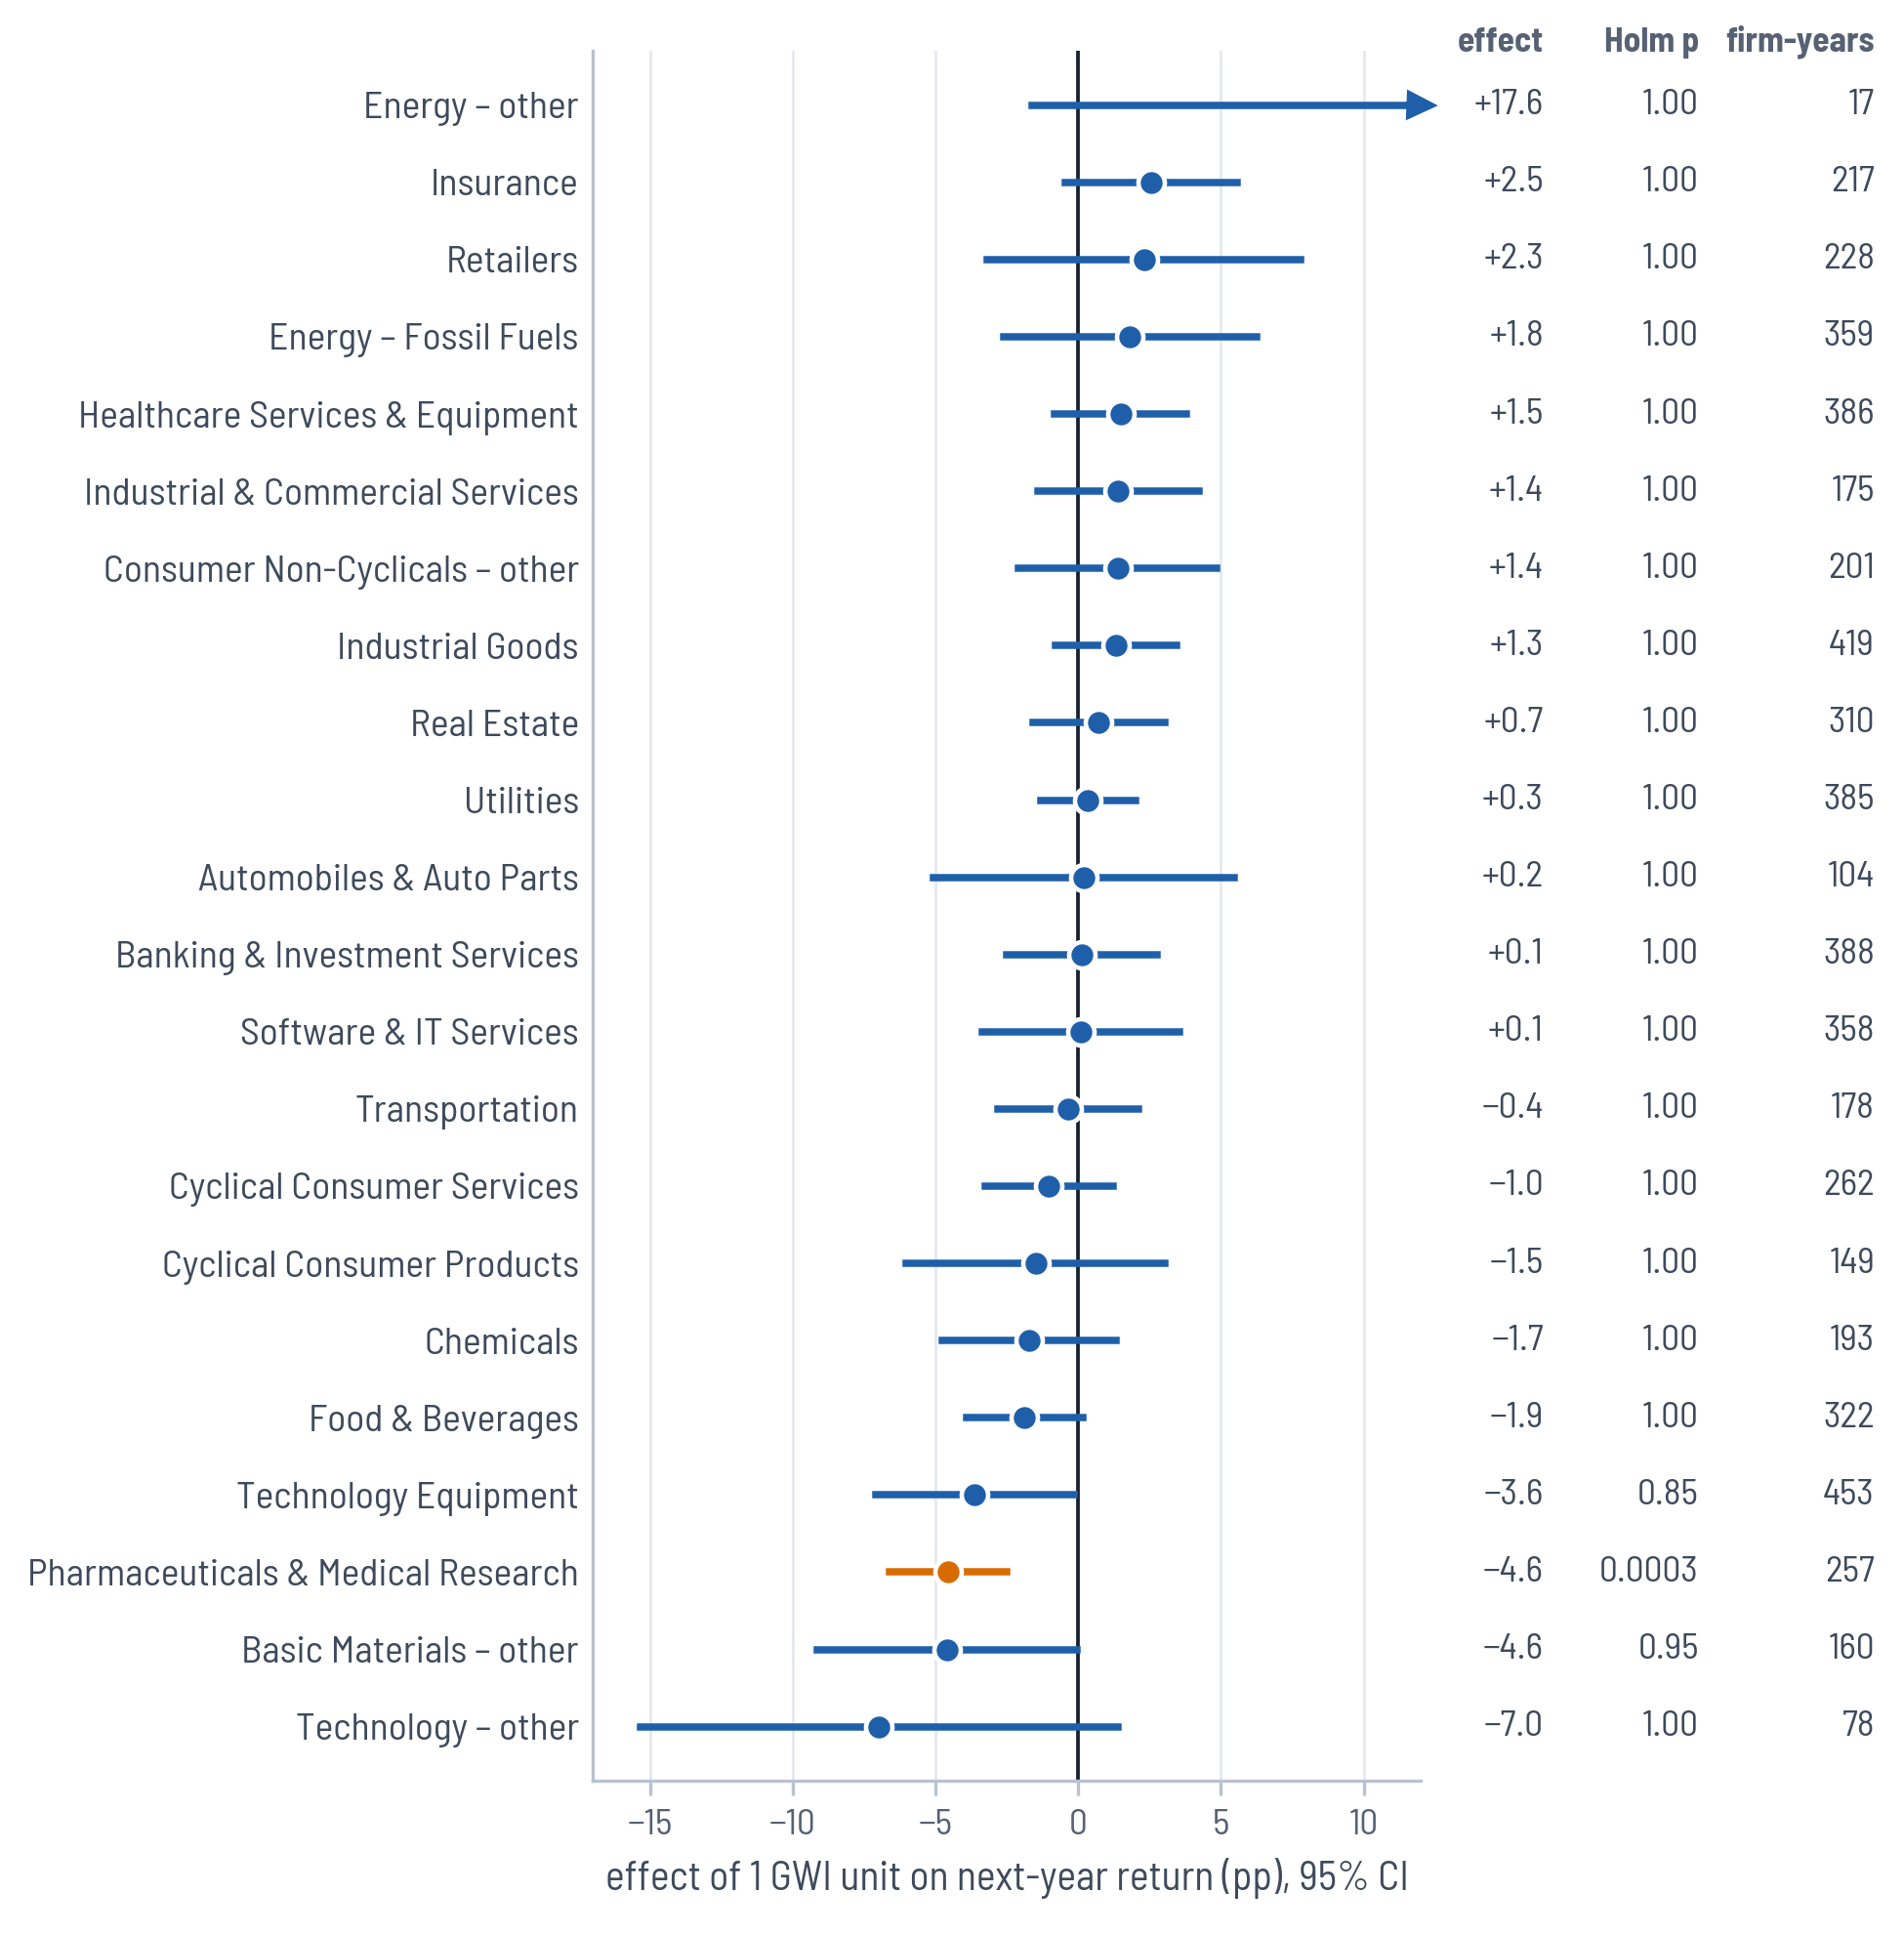 effect Holm p firm-years
Energy – other +17.6 1.00 17
Insurance +2.5 1.00 217
Retailers +2.3 1.00 228
Energy – Fossil Fuels +1.8 1.00 359
Healthcare Services & Equipment +1.5 1.00 386
Industrial & Commercial Services +1.4 1.00 175
Consumer Non-Cyclicals – other +1.4 1.00 201
Industrial Goods +1.3 1.00 419
Real Estate +0.7 1.00 310
Utilities +0.3 1.00 385
Automobiles & Auto Parts +0.2 1.00 104
Banking & Investment Services +0.1 1.00 388
Software & IT Services +0.1 1.00 358
Transportation −0.4 1.00 178
Cyclical Consumer Services −1.0 1.00 262
Cyclical Consumer Products −1.5 1.00 149
Chemicals −1.7 1.00 193
Food & Beverages −1.9 1.00 322
Technology Equipment −3.6 0.85 453
Pharmaceuticals & Medical Research −4.6 0.0003 257
Basic Materials – other −4.6 0.95 160
Technology – other −7.0 1.00 78
−15 −10 −5 0 5 10
effect of 1 GWI unit on next-year return (pp), 95% CI